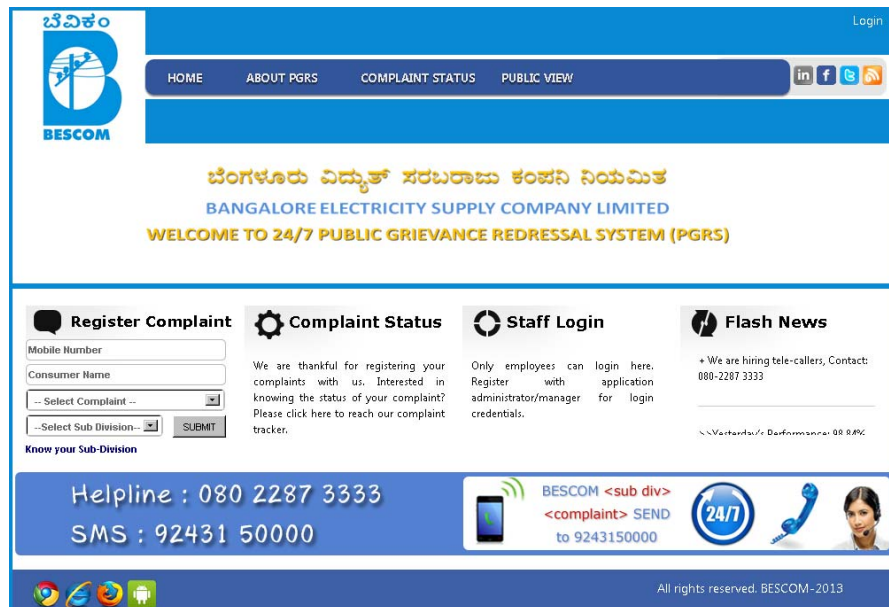 ಬೆವಿಕಂ
BESCOM
Login
HOME ABOUT PGRS COMPLAINT STATUS PUBLIC VIEW
ಬೆಂಗಳೂರು ವಿದ್ಯುತ್ ಸರಬರಾಜು ಕಂಪನಿ ನಿಯಮಿತ
BANGALORE ELECTRICITY SUPPLY COMPANY LIMITED
WELCOME TO 24/7 PUBLIC GRIEVANCE REDRESSAL SYSTEM (PGRS)
Register Complaint
Mobile Number
Consumer Name
-- Select Complaint --
--Select Sub Division--
SUBMIT
Know your Sub-Division
Complaint Status
We are thankful for registering your
complaints with us. Interested in
knowing the status of your complaint?
Please click here to reach our complaint
tracker.
Staff Login
Only employees can login here.
Register with application
administrator/manager for login
credentials.
Flash News
+ We are hiring tele-callers, Contact:
080-2287 3333
>>Yesterday's Performance: 98.84%
Helpline : 080 2287 3333
SMS : 92431 50000
BESCOM <sub div>
<complaint> SEND
to 9243150000
24/7
All rights reserved. BESCOM-2013